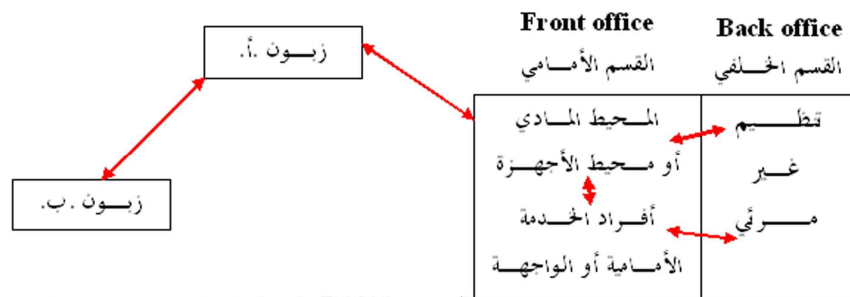 Front office
Back office
القسم الأمامي
القسم الخلفي
زبون .أ.
زبون .ب.
المحيط المادي
أو محيط الأجهزة
أفراد الخدمة
الأمامية أو الواجهة
تنظيم
غير
مرئي